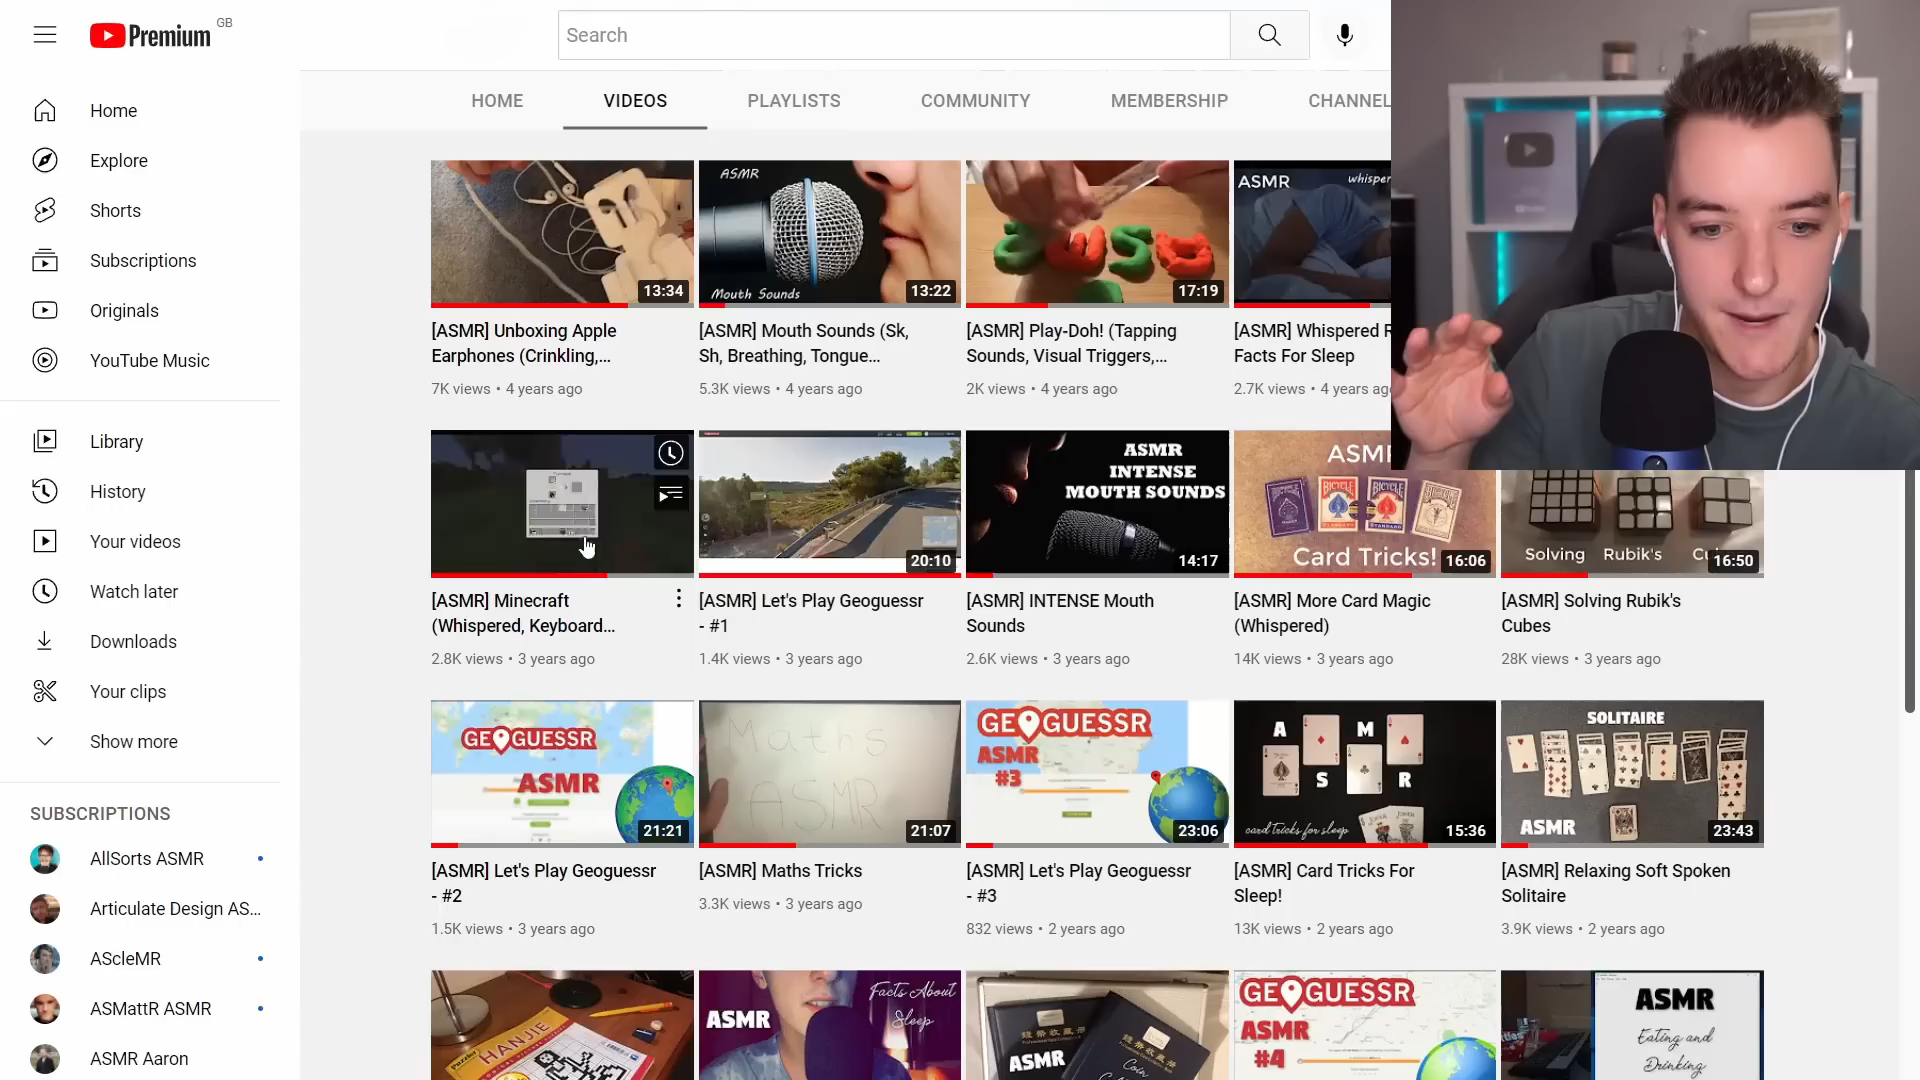 Premium
GB
Search
Home
Explore
Shorts
Subscriptions
Originals
YouTube Music
Library
History
Your videos
Watch later
Downloads
Your clips
Show more
SUBSCRIPTIONS
AllSorts ASMR
Articulate Design AS...
AScleMR
ASMattR ASMR
ASMR Aaron
HOME
VIDEOS
PLAYLISTS
COMMUNITY
MEMBERSHIP
CHANNEL
13:34
[ASMR] Unboxing Apple
Earphones (Crinkling,...
7K views • 4 years ago
ASMR
Mouth Sounds
13:22
[ASMR] Mouth Sounds (Sk,
Sh, Breathing, Tongue...
5.3K views • 4 years ago
17:19
[ASMR] Play-Doh! (Tapping
Sounds, Visual Triggers,...
2K views • 4 years ago
ASMR
whisper
[ASMR] Whispered R
Facts For Sleep
2.7K views • 4 years ag
[ASMR] Minecraft
(Whispered, Keyboard...
2.8K views • 3 years ago
20:10
[ASMR] Let's Play Geoguessr
- #1
1.4K views • 3 years ago
ASMR
INTENSE
MOUTH SOUNDS
14:17
[ASMR] INTENSE Mouth
Sounds
2.6K views • 3 years ago
ASMR
Card Tricks!
16:06
[ASMR] More Card Magic
(Whispered)
14K views • 3 years ago
Solving Rubik's Cu
16:50
[ASMR] Solving Rubik's
Cubes
28K views • 3 years ago
GEOGUESSR
ASMR
21:21
[ASMR] Let's Play Geoguessr
- #2
1.5K views • 3 years ago
Maths
ASMR
21:07
[ASMR] Maths Tricks
3.3K views • 3 years ago
GEOGUESSR
ASMR
#3
23:06
[ASMR] Let's Play Geoguessr
- #3
832 views • 2 years ago
A M
S R
card tricks for sleep
15:36
[ASMR] Card Tricks For
Sleep!
13K views • 2 years ago
SOLITAIRE
ASMR
23:43
[ASMR] Relaxing Soft Spoken
Solitaire
3.9K views • 2 years ago
HANJIE
ASMR
Facts About
Sleep
ASMR
Coin
GEOGUESSR
ASMR
#4
ASMR
Eating and
Drinking